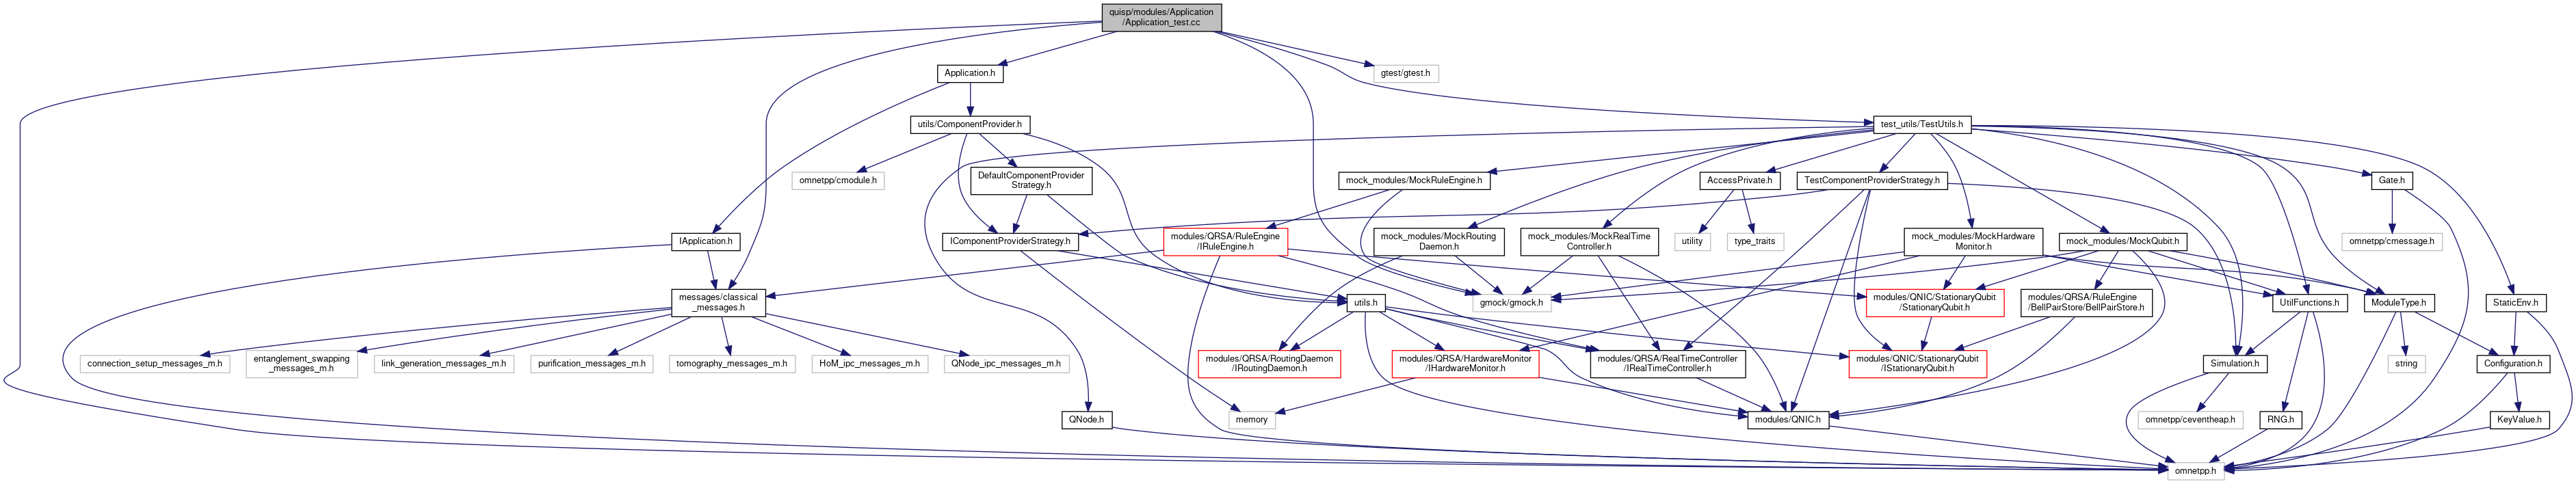 quisp/modules/Application
/Application_test.cc
Application.h
gtest/gtest.h
utils/ComponentProvider.h
test_utils/TestUtils.h
omnetpp/cmodule.h
DefaultComponentProvider
Strategy.h
mock_modules/MockRuleEngine.h
AccessPrivate.h
TestComponentProviderStrategy.h
Gate.h
IApplication.h
IComponentProviderStrategy.h
modules/QRSA/RuleEngine
/IRuleEngine.h
mock_modules/MockRouting
Daemon.h
mock_modules/MockRealTime
Controller.h
utility
type_traits
mock_modules/MockHardware
Monitor.h
mock_modules/MockQubit.h
omnetpp/cmessage.h
messages/classical
_messages.h
utils.h
gmock/gmock.h
modules/QNIC/StationaryQubit
/StationaryQubit.h
modules/QRSA/RuleEngine
/BellPairStore/BellPairStore.h
UtilFunctions.h
ModuleType.h
StaticEnv.h
connection_setup_messages_m.h
entanglement_swapping
_messages_m.h
link_generation_messages_m.h
purification_messages_m.h
tomography_messages_m.h
HoM_ipc_messages_m.h
QNode_ipc_messages_m.h
modules/QRSA/RoutingDaemon
/IRoutingDaemon.h
modules/QRSA/HardwareMonitor
/IHardwareMonitor.h
modules/QRSA/RealTimeController
/IRealTimeController.h
modules/QNIC/StationaryQubit
/IStationaryQubit.h
Simulation.h
string
Configuration.h
QNode.h
memory
modules/QNIC.h
omnetpp/ceventheap.h
RNG.h
KeyValue.h
omnetpp.h